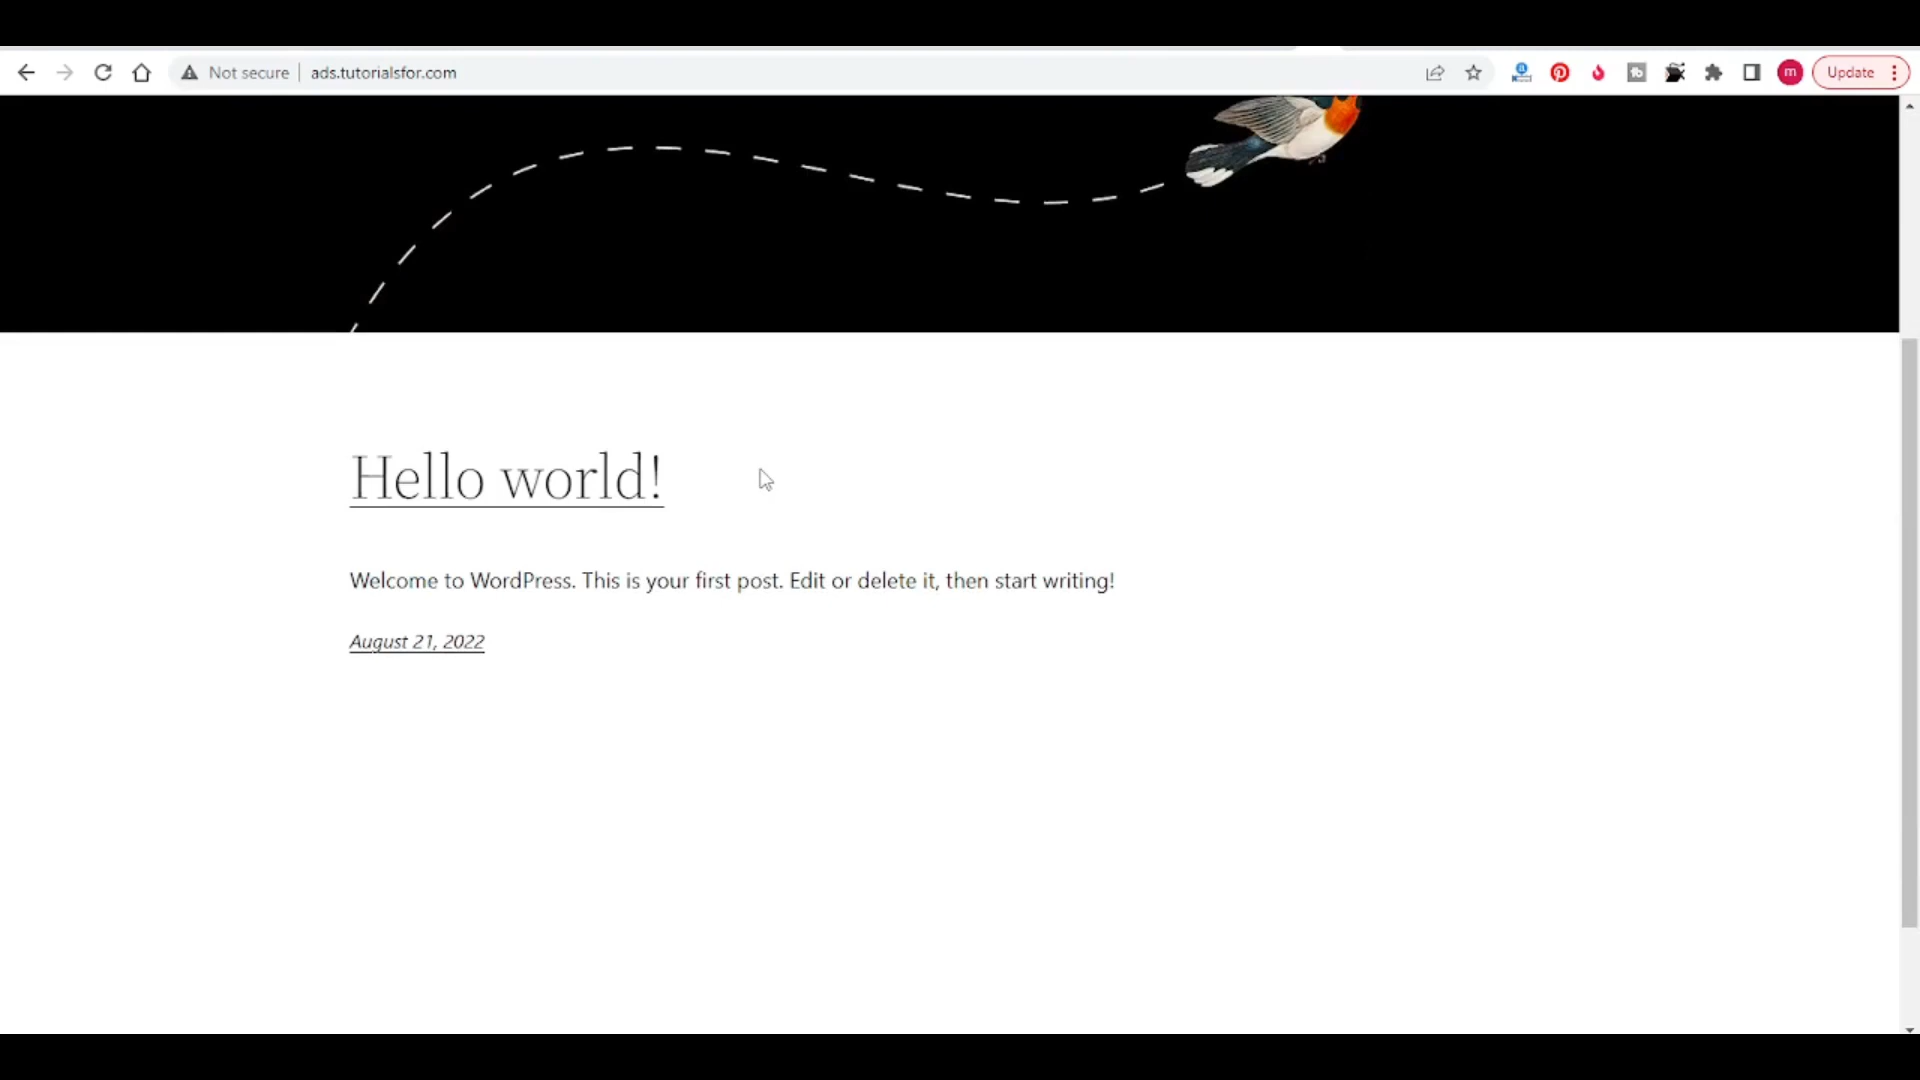 Not secure
ads.tutorialsfor.com
m
Update
Hello world!
Welcome to WordPress. This is your first post. Edit or delete it, then start writing!
August 21, 2022